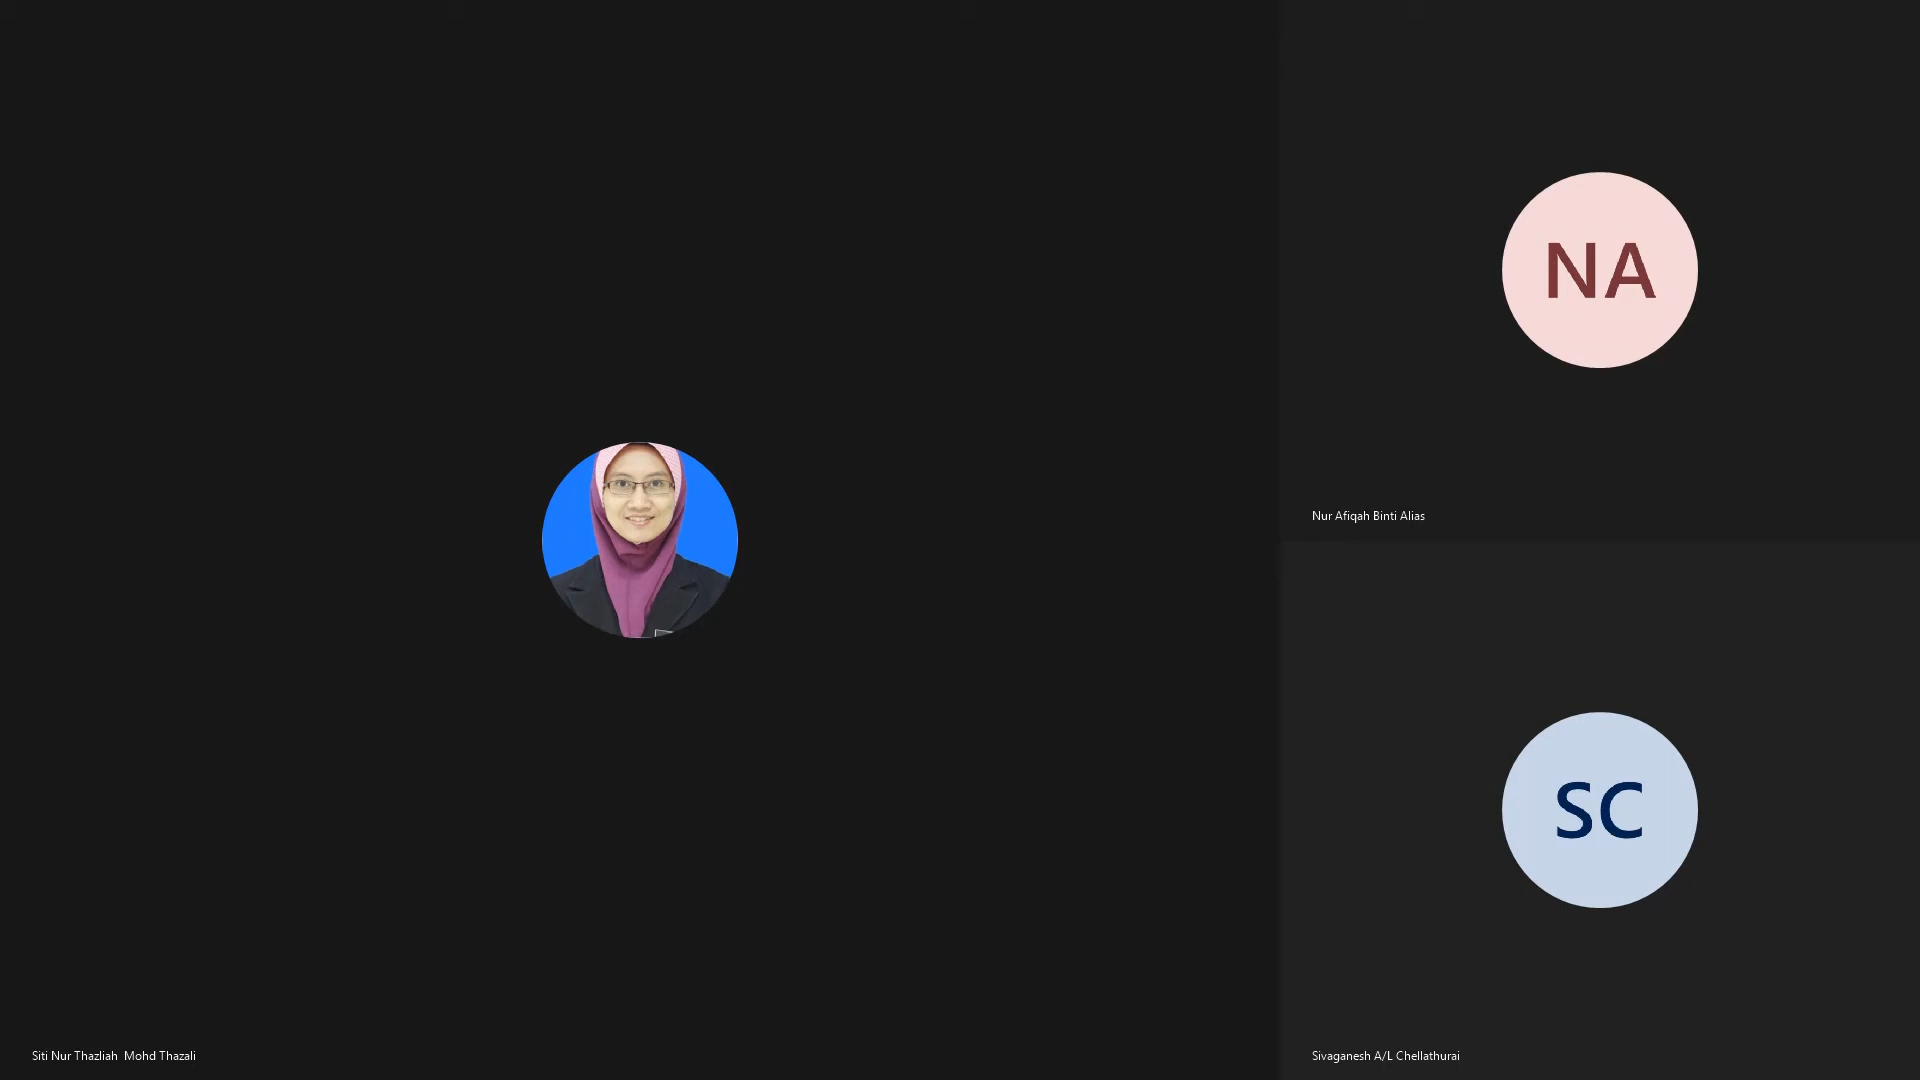 NA
Nur Afiqah Binti Alias
SC
Siti Nur Thazliah  Mohd Thazali
Sivaganesh A/L Chellathurai